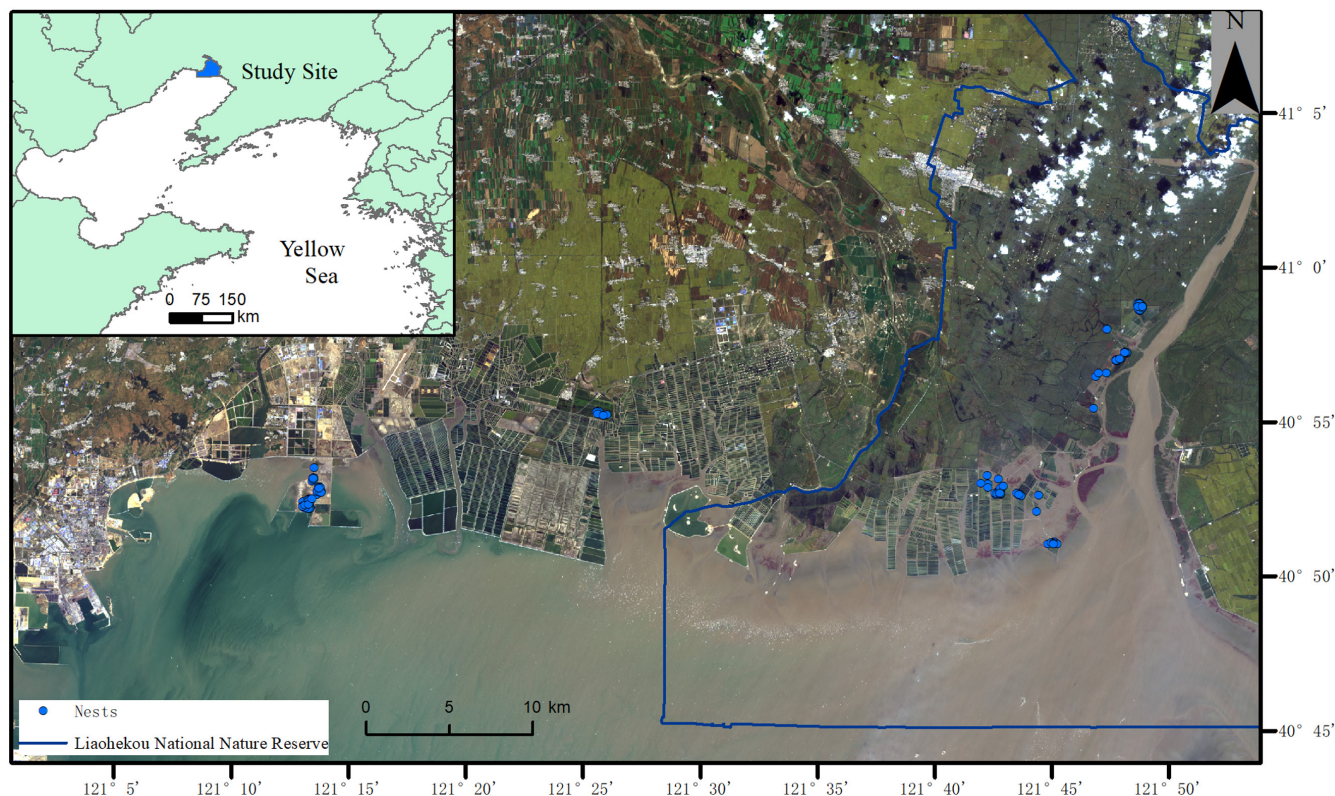 Study Site
Yellow
Sea
0 75 150
km
N
41° 5'
41° 0'
40° 55'
40° 50'
40° 45'
0 5 10 km
Nests
Liaohekou National Nature Reserve
121° 5' 121° 10' 121° 15' 121° 20' 121° 25' 121° 30' 121° 35' 121° 40' 121° 45' 121° 50'